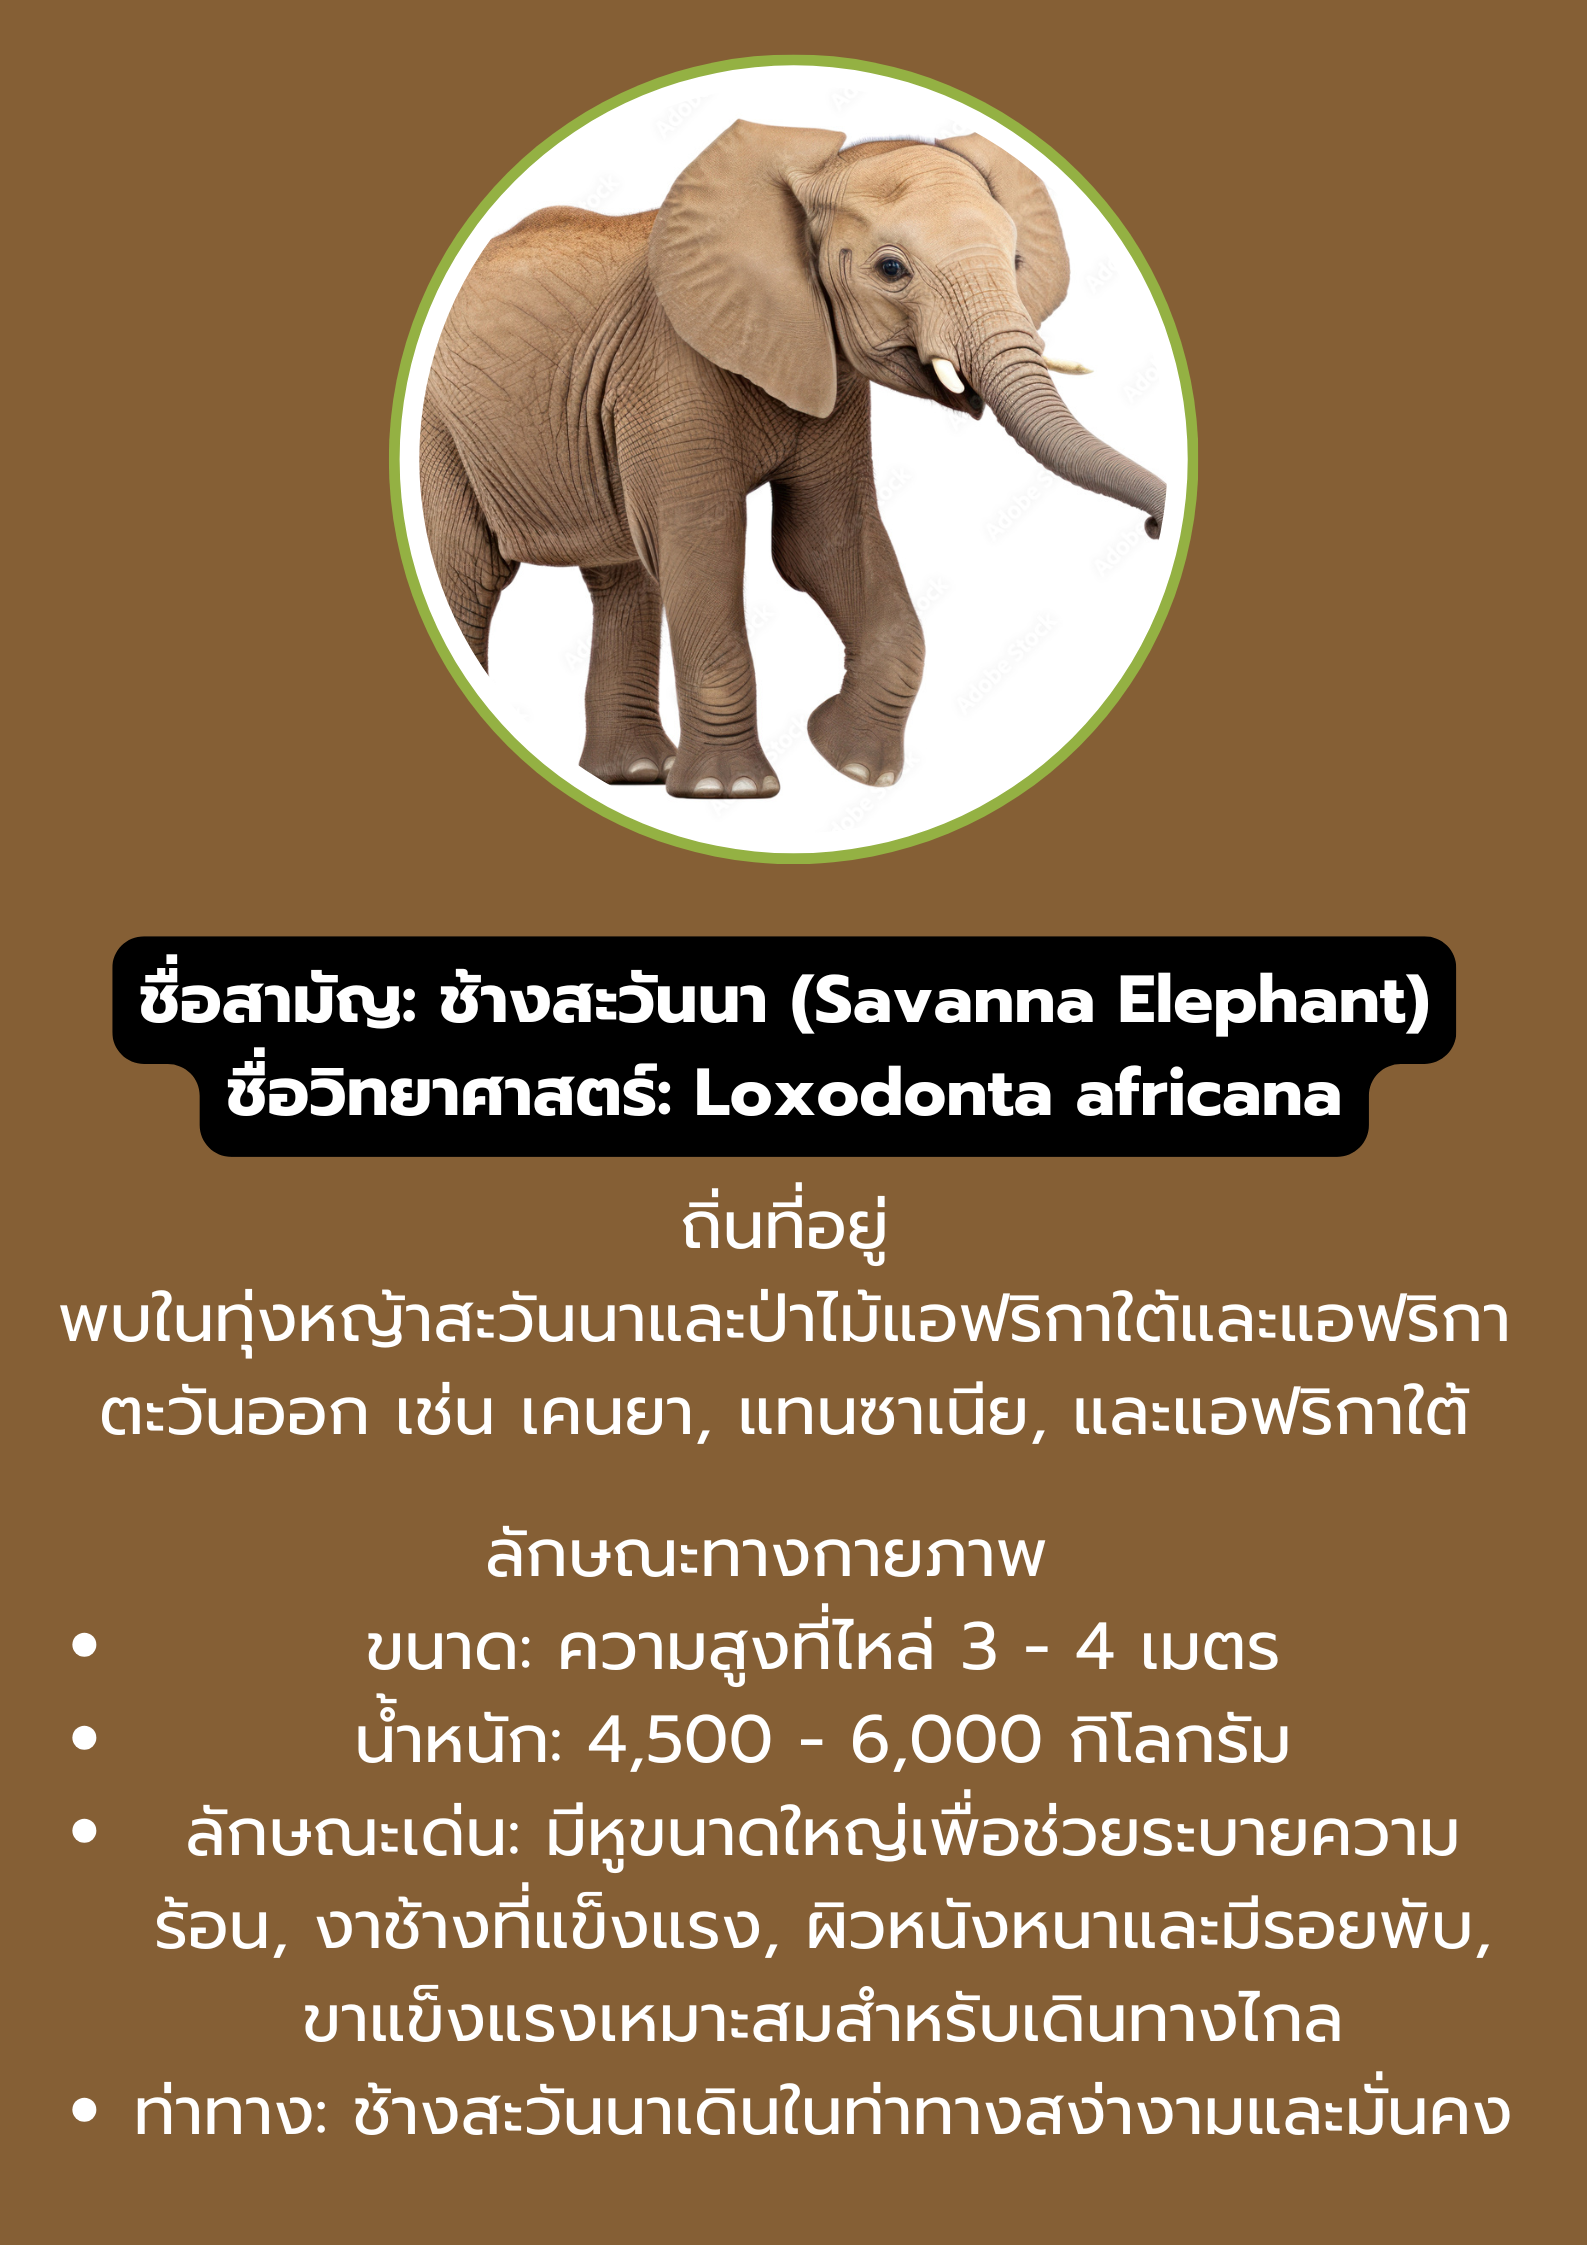 ชื่อสามัญ: ช้างสะวันนา (Savanna Elephant)
ชื่อวิทยาศาสตร์: Loxodonta africana
ถิ่นที่อยู่
พบในทุ่งหญ้าสะวันนาและป่าไม้แอฟริกาใต้และแอฟริกา
ตะวันออก เช่น เคนยา, แทนซาเนีย, และแอฟริกาใต้
ลักษณะทางกายภาพ
• ขนาด: ความสูงที่ไหล่ 3 - 4 เมตร
• น้ำหนัก: 4,500 - 6,000 กิโลกรัม
• ลักษณะเด่น: มีหูขนาดใหญ่เพื่อช่วยระบายความ
ร้อน, งาช้างที่แข็งแรง, ผิวหนังหนาและมีรอยพับ,
ขาแข็งแรงเหมาะสมสำหรับเดินทางไกล
• ท่าทาง: ช้างสะวันนาเดินในท่าทางสง่างามและมั่นคง